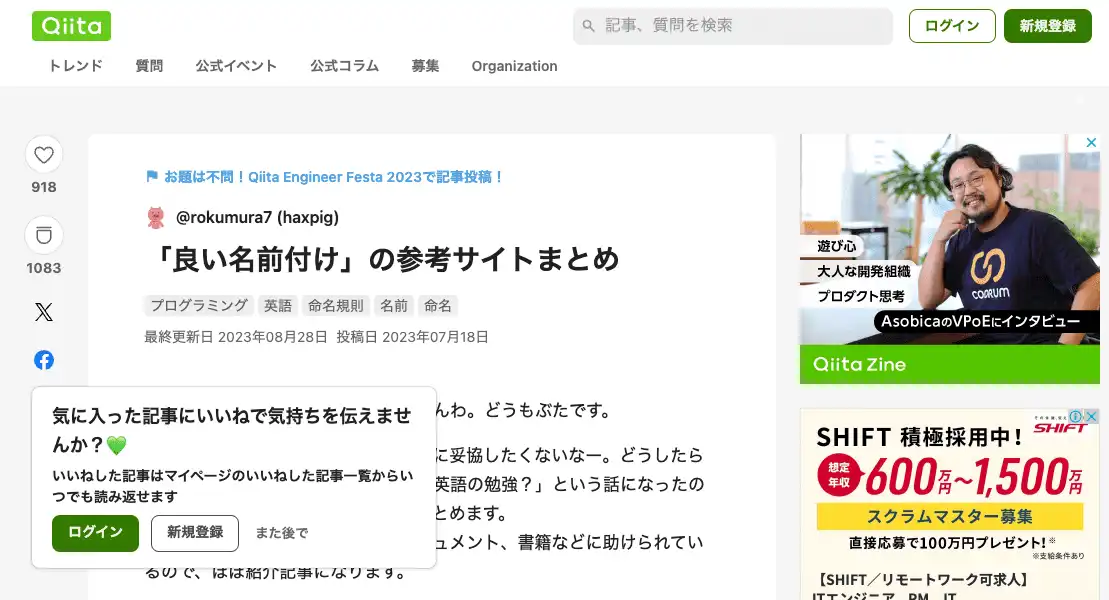 Qiita
記事、質問を検索
ログイン
新規登録
トレンド
質問
公式イベント
公式コラム
募集
Organization
918
1083
お題は不問！Qiita Engineer Festa 2023で記事投稿！
@rokumura7 (haxpig)
「良い名前付け」の参考サイトまとめ
プログラミング
英語
命名規則
名前
命名
最終更新日 2023年08月28日 投稿日 2023年07月18日
んわ。どうもぶたです。
に妥協したくないなー。どうしたら
英語の勉強？」という話になったの
とめます。
ュメント、書籍などに助けられてい
るので、ほぼ紹介記事になります。
気に入った記事にいいねで気持ちを伝えませ
んか？💚
いいねした記事はマイページのいいねした記事一覧からい
つでも読み返せます
ログイン
新規登録
また後で
遊び心
大人な開発組織
プロダクト思考
COARUM
AsobicaのVPoEにインタビュー
Qiita Zine
SHIFT
SHIFT 積極採用中！
想定
年収
600万円〜1,500万円
スクラムマスター募集
直接応募で100万円プレゼント！※
※支給条件あり
【SHIFT／リモートワーク可求人】
ITエンジニア、PM、IT